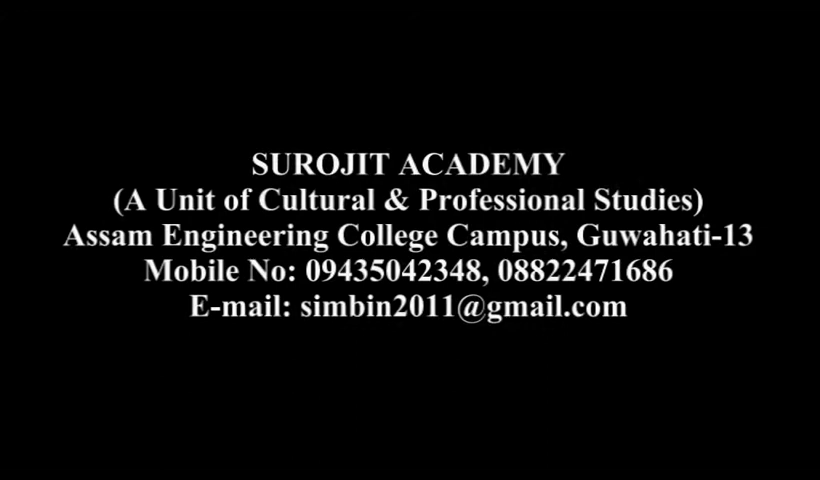 SUROJIT ACADEMY
(A Unit of Cultural & Professional Studies)
Assam Engineering College Campus, Guwahati-13
Mobile No: 09435042348, 08822471686
E-mail: simbin2011@gmail.com